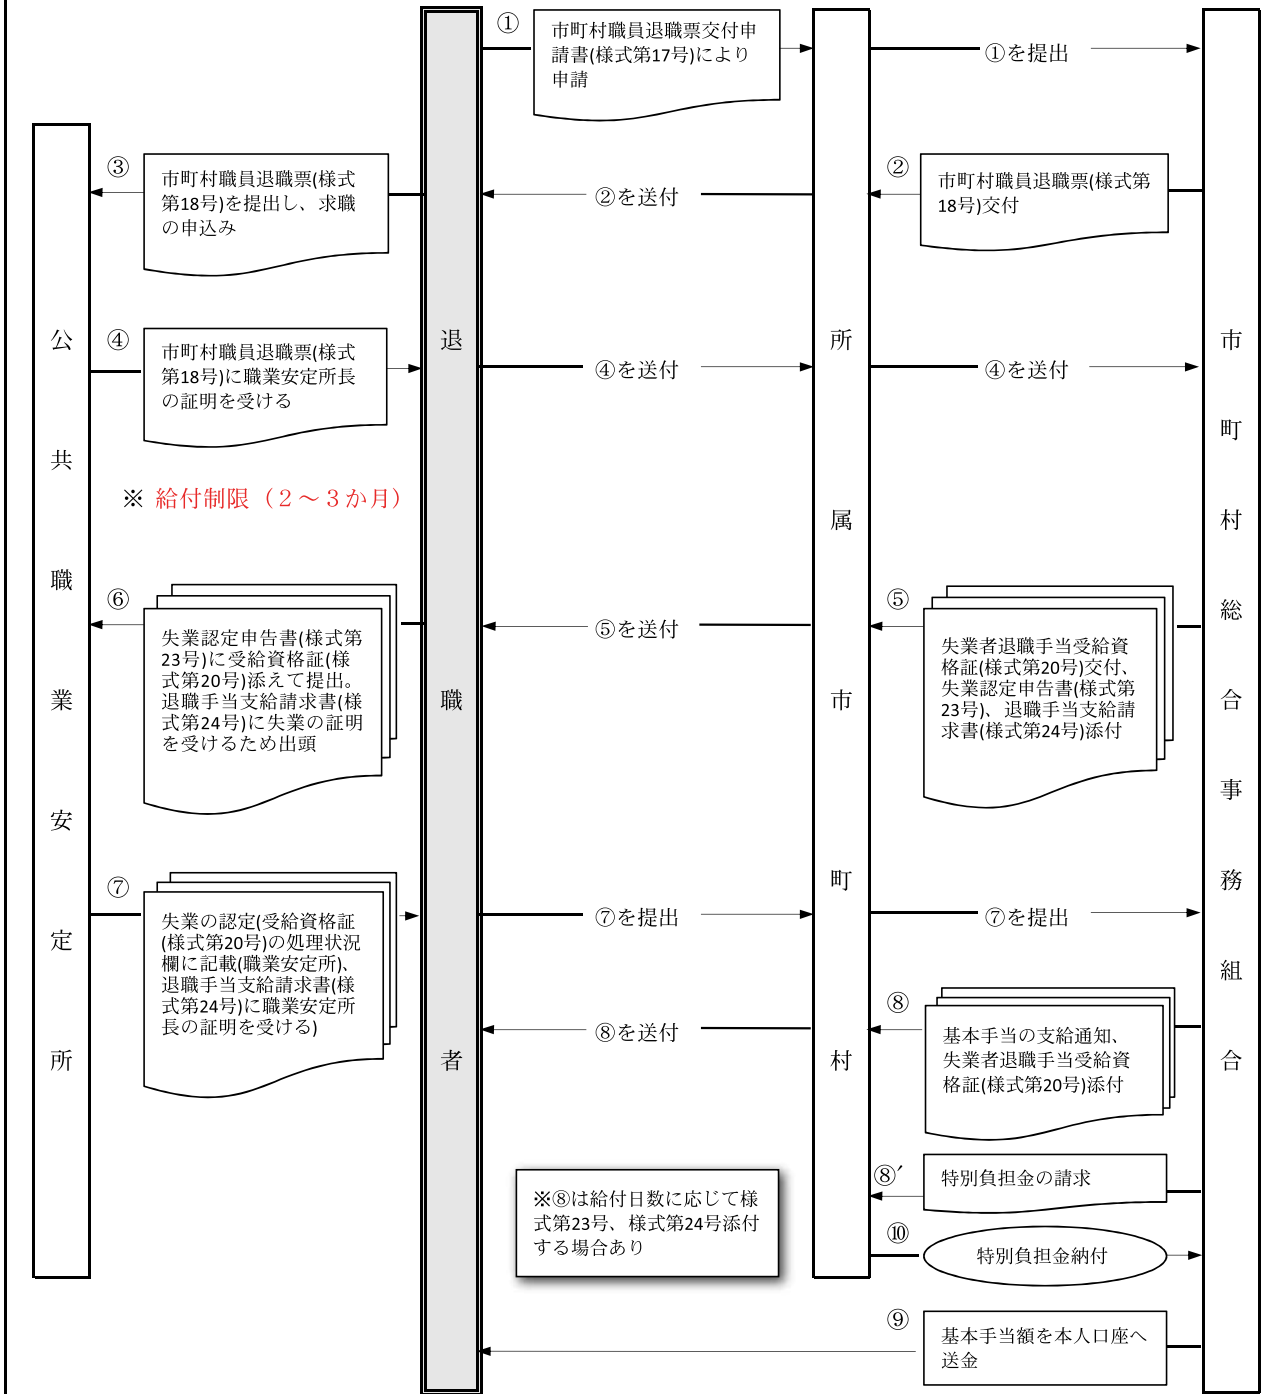 ①
市町村職員退職票交付申
請書(様式第17号)により
申請
①を提出
②
市町村職員退職票(様式第
18号)交付
②を送付
③
市町村職員退職票(様式
第18号)を提出し、求職
の申込み
④
市町村職員退職票(様式
第18号)に職業安定所長
の証明を受ける
④を送付
④を送付
※ 給付制限（２～３か月）
⑤
失業者退職手当受給資
格証(様式第20号)交付、
失業認定申告書(様式第
23号)、退職手当支給請
求書(様式第24号)添付
⑤を送付
⑥
失業認定申告書(様式第
23号)に受給資格証(様
式第20号)添えて提出。
退職手当支給請求書(様
式第24号)に失業の証明
を受けるため出頭
⑦
失業の認定(受給資格証
(様式第20号)の処理状況
欄に記載(職業安定所)、
退職手当支給請求書(様
式第24号)に職業安定所
長の証明を受ける)
⑦を提出
⑦を提出
⑧
基本手当の支給通知、
失業者退職手当受給資
格証(様式第20号)添付
⑧を送付
⑧′
特別負担金の請求
※⑧は給付日数に応じて様
式第23号、様式第24号添付
する場合あり
⑩
特別負担金納付
⑨
基本手当額を本人口座へ
送金
公共職業安定所
退職者
所属市町村
市町村総合事務組合